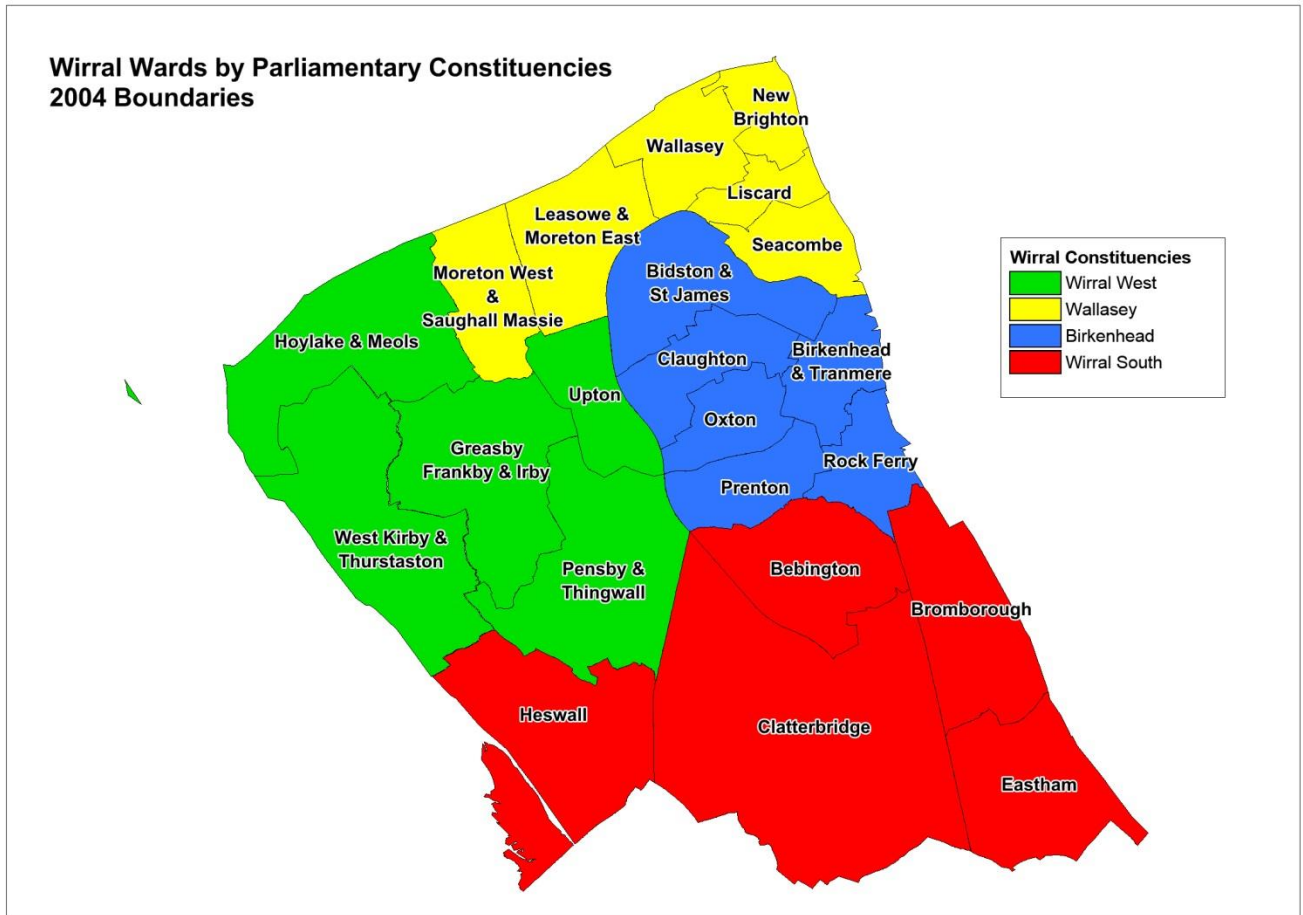 Wirral Wards by Parliamentary Constituencies
2004 Boundaries
New
Brighton
Wallasey
Liscard
Leasowe &
Moreton East
Seacombe
Moreton West
&
Saughall Massie
Bidston &
St James
Hoylake & Meols
Claughton
Birkenhead
& Tranmere
Upton
Oxton
Greasby
Frankby & Irby
Rock Ferry
Prenton
West Kirby &
Thurstaston
Pensby &
Thingwall
Bebington
Bromborough
Heswall
Clatterbridge
Eastham
Wirral Constituencies
Wirral West
Wallasey
Birkenhead
Wirral South